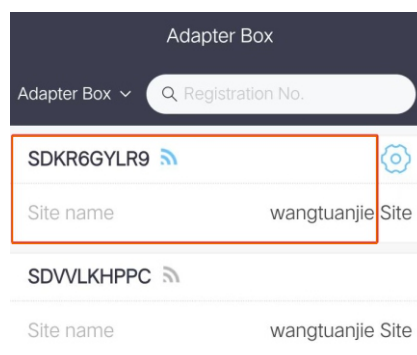 Adapter Box
Adapter Box Registration No.
SDKR6GYLR9
Site name wangtuanjie Site
SDVVLKHPPC
Site name wangtuanjie Site